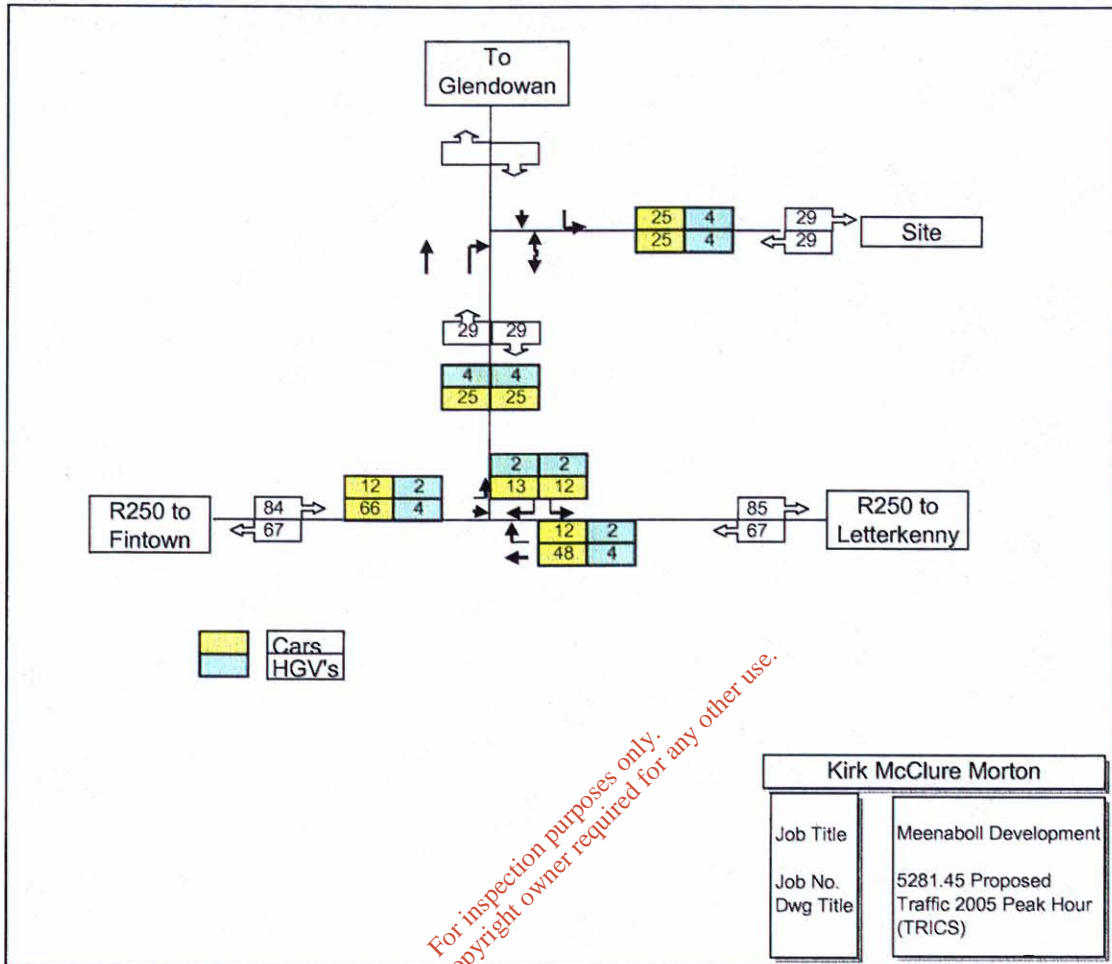 To
Glendowan
25 4 29
25 4 29
Site
29 29
4 4
25 25
2 2
12 2 13 12
R250 to
Fintown
84 66 4 85
67 67
R250 to
Letterkenny
12 2
48 4
Cars
HGV's
For inspection purposes only.
opyright owner required for any other use.
Kirk McClure Morton
Job Title Meenaboll Development
Job No. 5281.45 Proposed
Dwg Title Traffic 2005 Peak Hour
(TRICS)